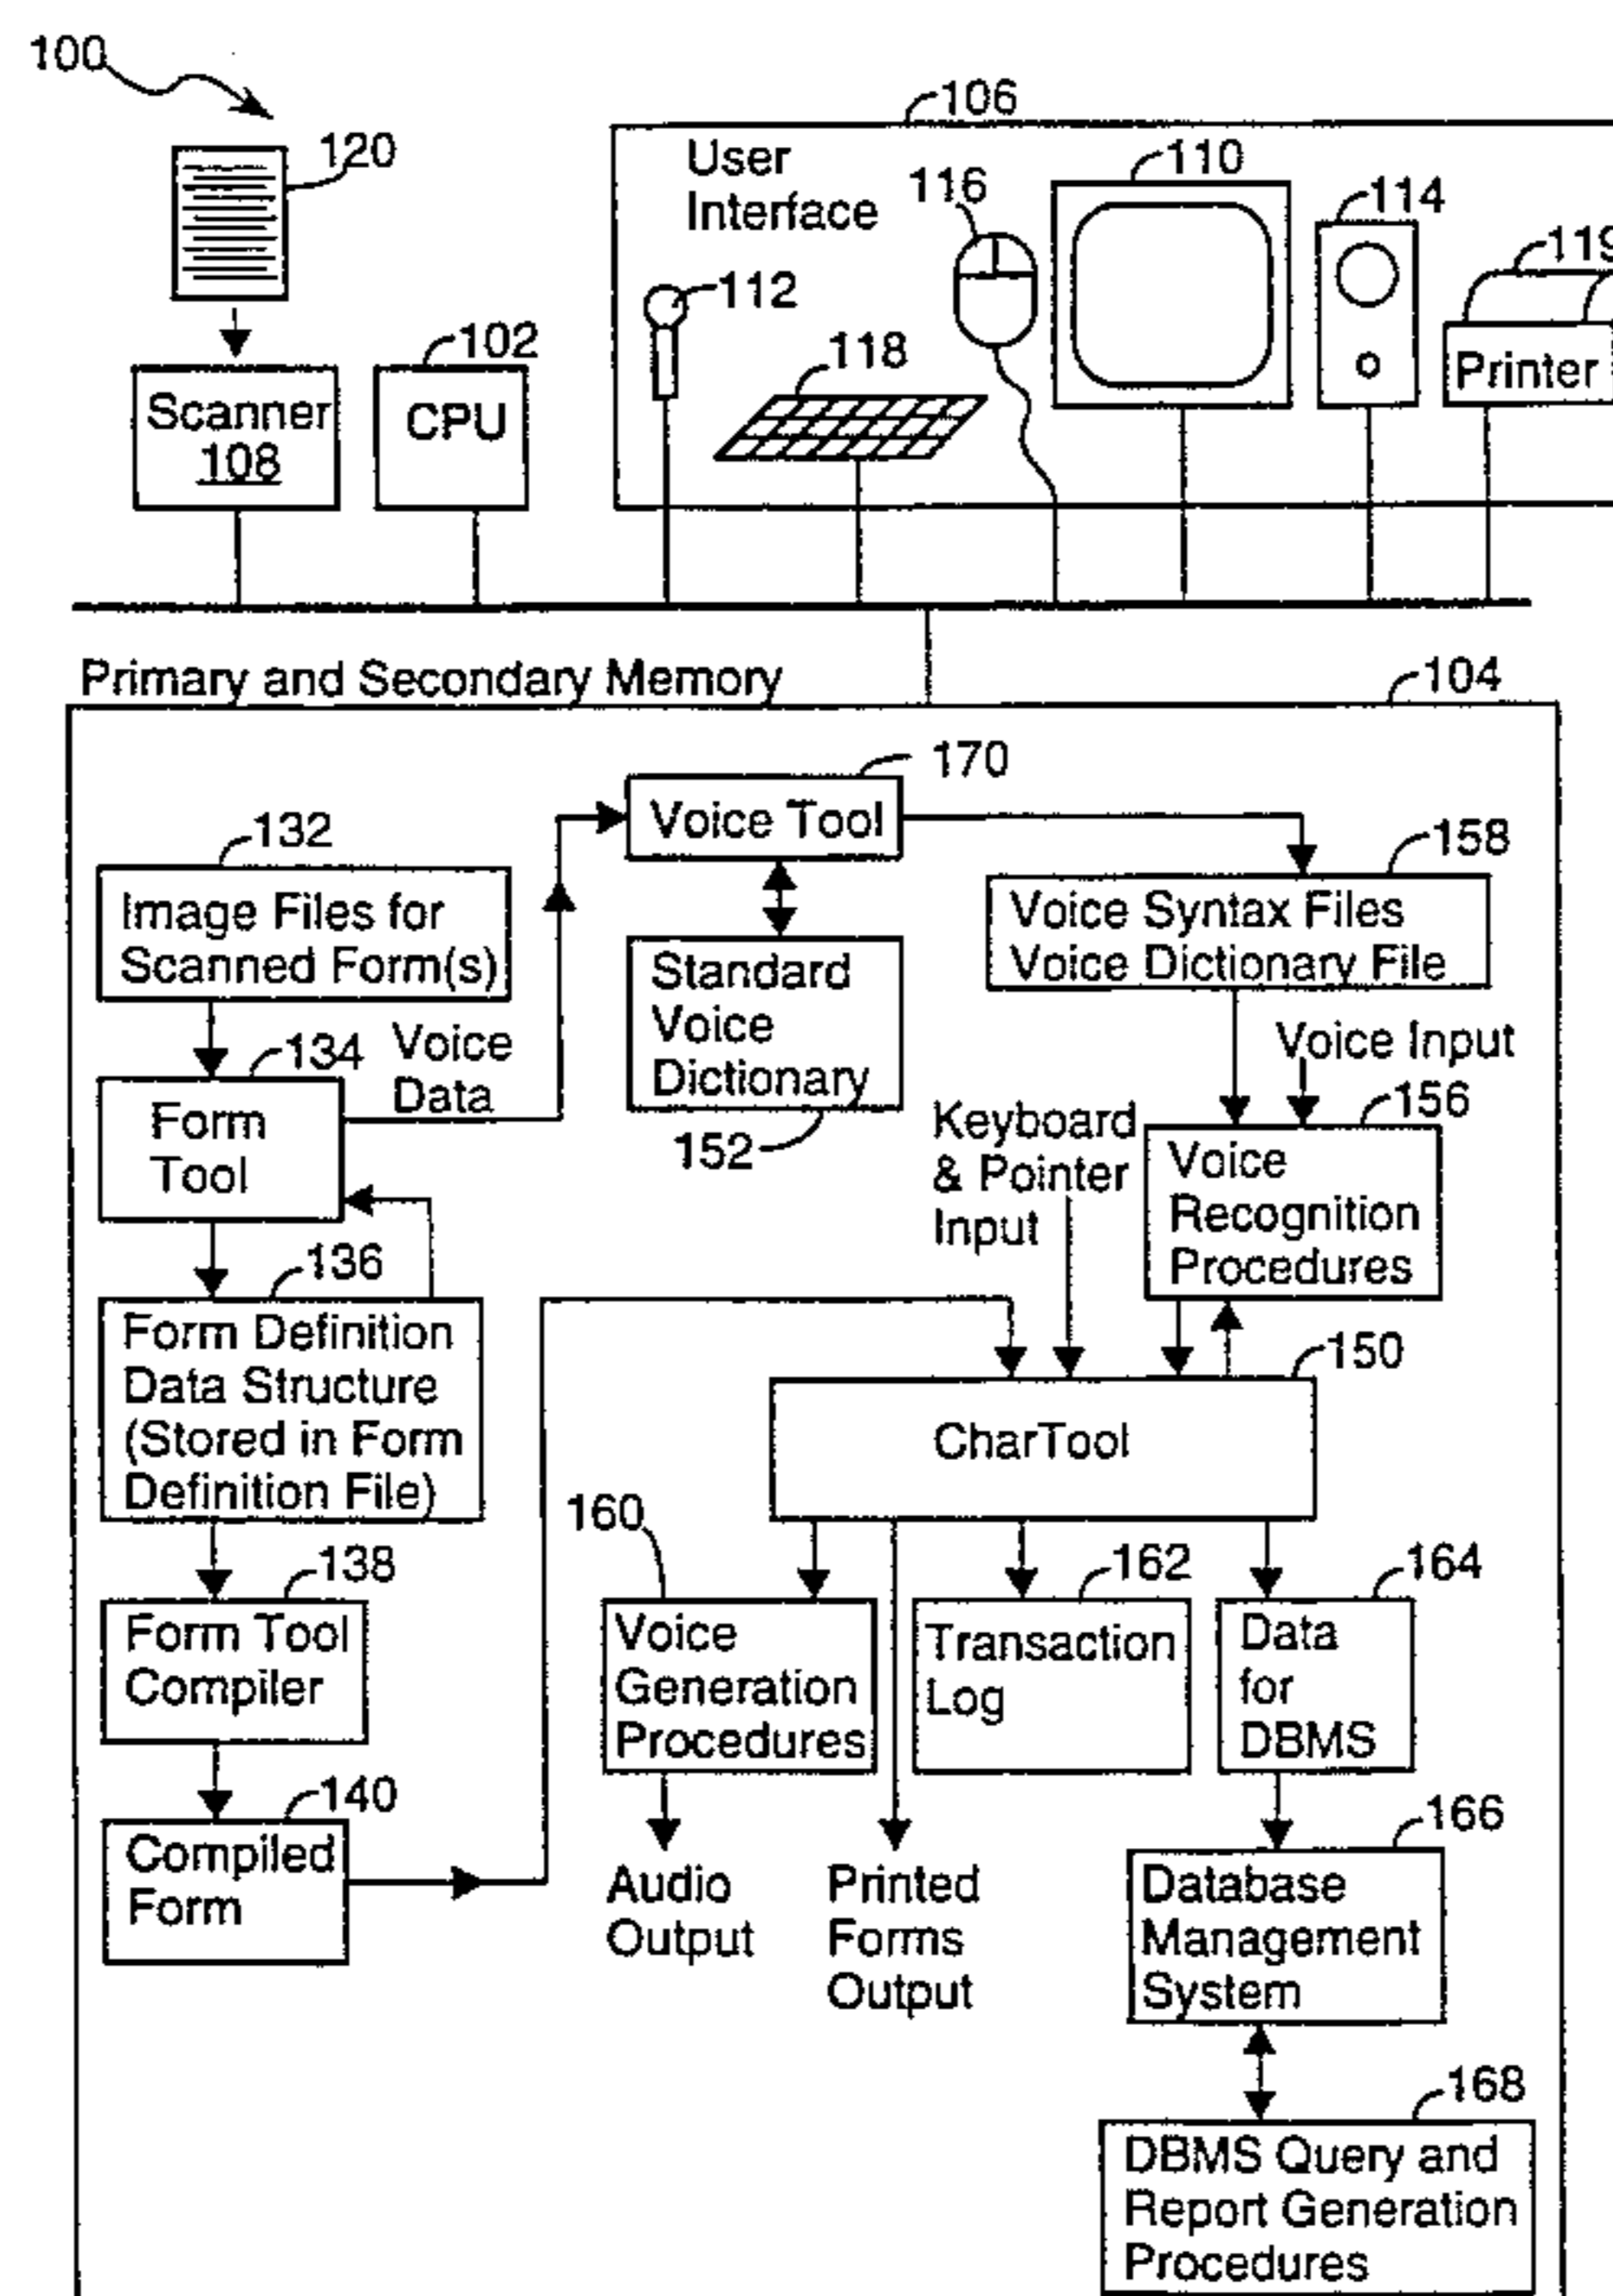 100
120
106
User
Interface
116
110
114
119
112
118
Printer
102
Scanner
108
CPU
Primary and Secondary Memory
104
170
Voice Tool
132
Image Files for
Scanned Form(s)
158
Voice Syntax Files
Voice Dictionary File
Standard
Voice
Dictionary
152
134
Voice
Data
Form
Tool
Voice Input
156
Keyboard
& Pointer
Input
Voice
Recognition
Procedures
136
Form Definition
Data Structure
(Stored in Form
Definition File)
150
CharTool
160
138
Form Tool
Compiler
162
164
Voice
Generation
Procedures
Transaction
Log
Data
for
DBMS
140
Compiled
Form
Audio
Output
Printed
Forms
Output
166
Database
Management
System
168
DBMS Query and
Report Generation
Procedures